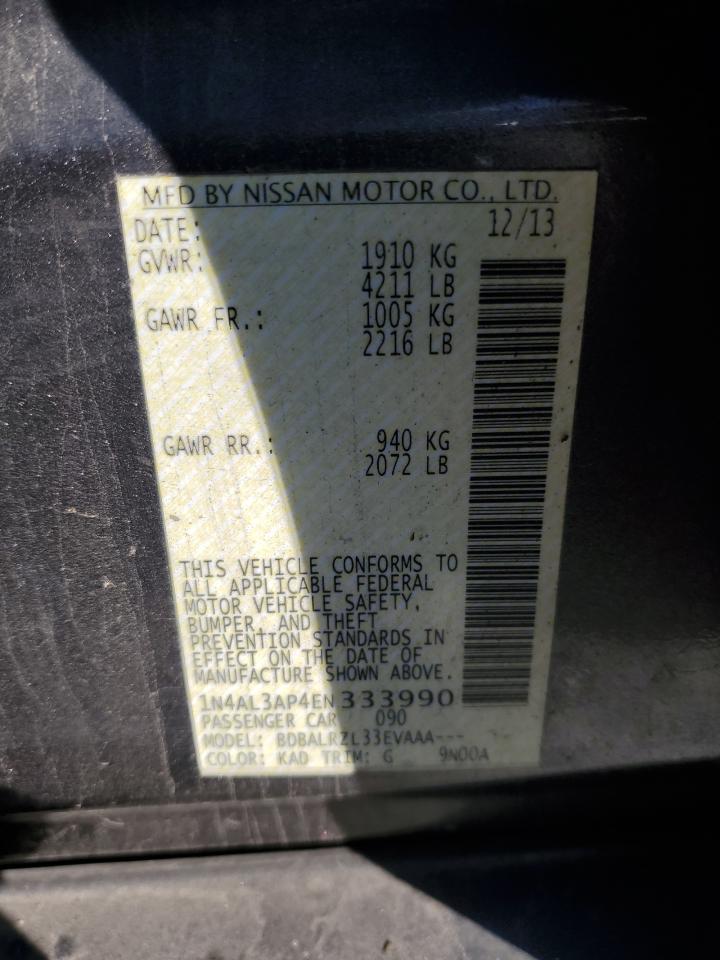 MFD BY NISSAN MOTOR CO., LTD.
DATE: 12/13
GVWR: 1910 KG
4211 LB
GAWR FR.: 1005 KG
2216 LB
GAWR RR.: 940 KG
2072 LB
THIS VEHICLE CONFORMS TO
ALL APPLICABLE FEDERAL
MOTOR VEHICLE SAFETY,
BUMPER, AND THEFT
PREVENTION STANDARDS IN
EFFECT ON THE DATE OF
MANUFACTURE SHOWN ABOVE.
1N4AL3AP4EN333990
PASSENGER CAR 090
MODEL: BDBALRZL33EVAAA---
COLOR: KAD TRIM: G 9N00A